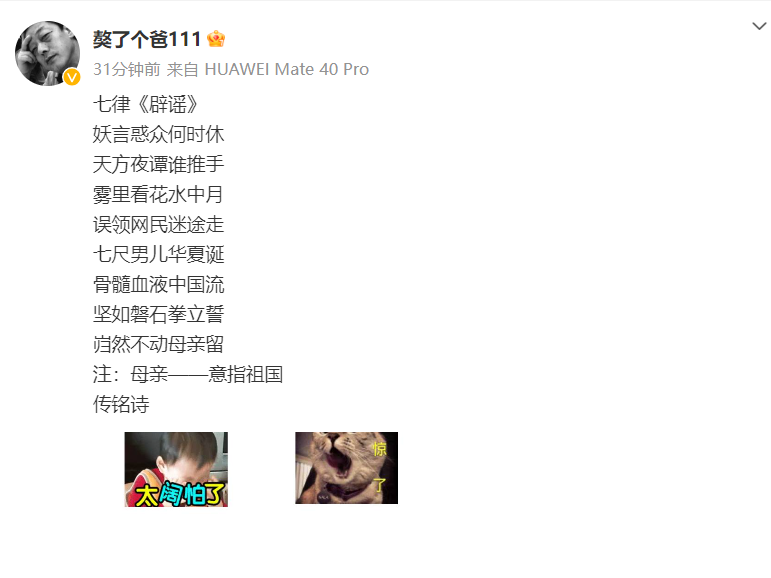 嫯了个爸111
31分钟前 来自 HUAWEI Mate 40 Pro
七律《辟谣》
妖言惑众何时休
天方夜谭谁推手
雾里看花水中月
误领网民迷途走
七尺男儿华夏诞
骨髓血液中国流
坚如磐石拳立誓
岿然不动母亲留
注：母亲——意指祖国
传铭诗
太阔怕了
惊了